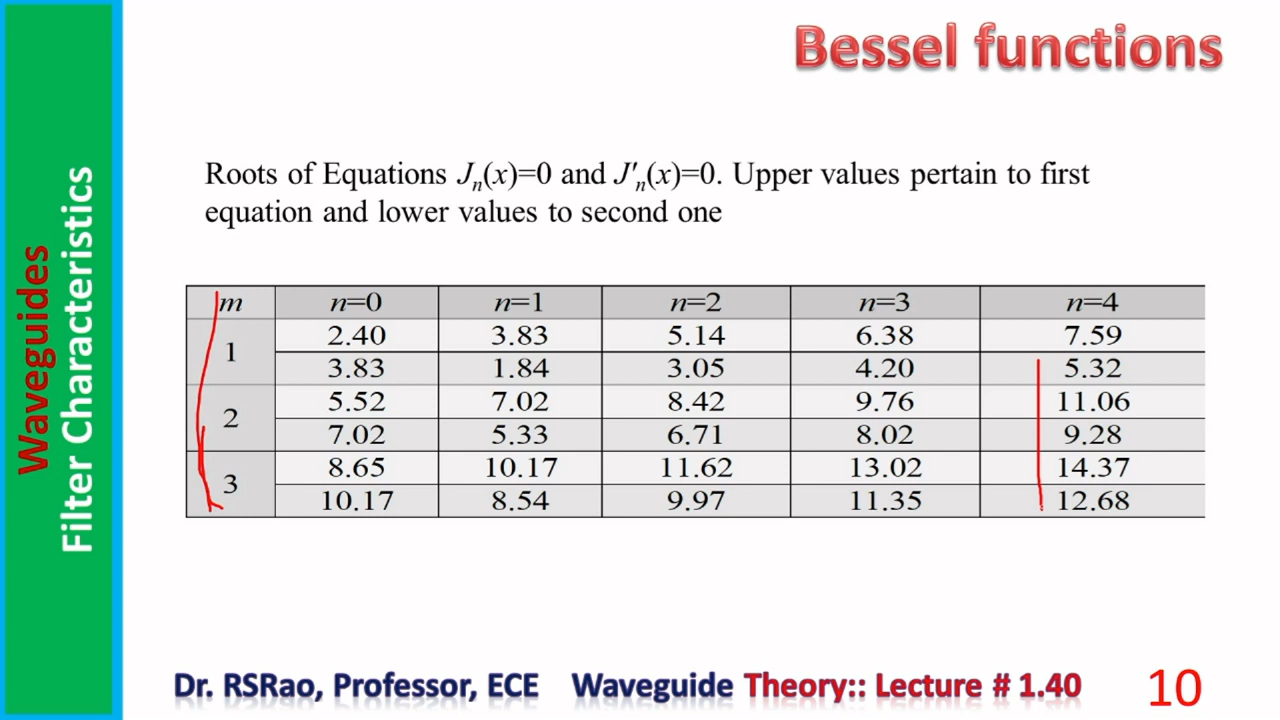 Bessel functions
Waveguides
Filter Characteristics
Roots of Equations Jn(x)=0 and J′n(x)=0. Upper values pertain to first
equation and lower values to second one
m n=0 n=1 n=2 n=3 n=4
1
2.40 3.83 5.14 6.38 7.59
3.83 1.84 3.05 4.20 5.32
2
5.52 7.02 8.42 9.76 11.06
7.02 5.33 6.71 8.02 9.28
3
8.65 10.17 11.62 13.02 14.37
10.17 8.54 9.97 11.35 12.68
Dr. RSRao, Professor, ECE Waveguide Theory:: Lecture # 1.40 10